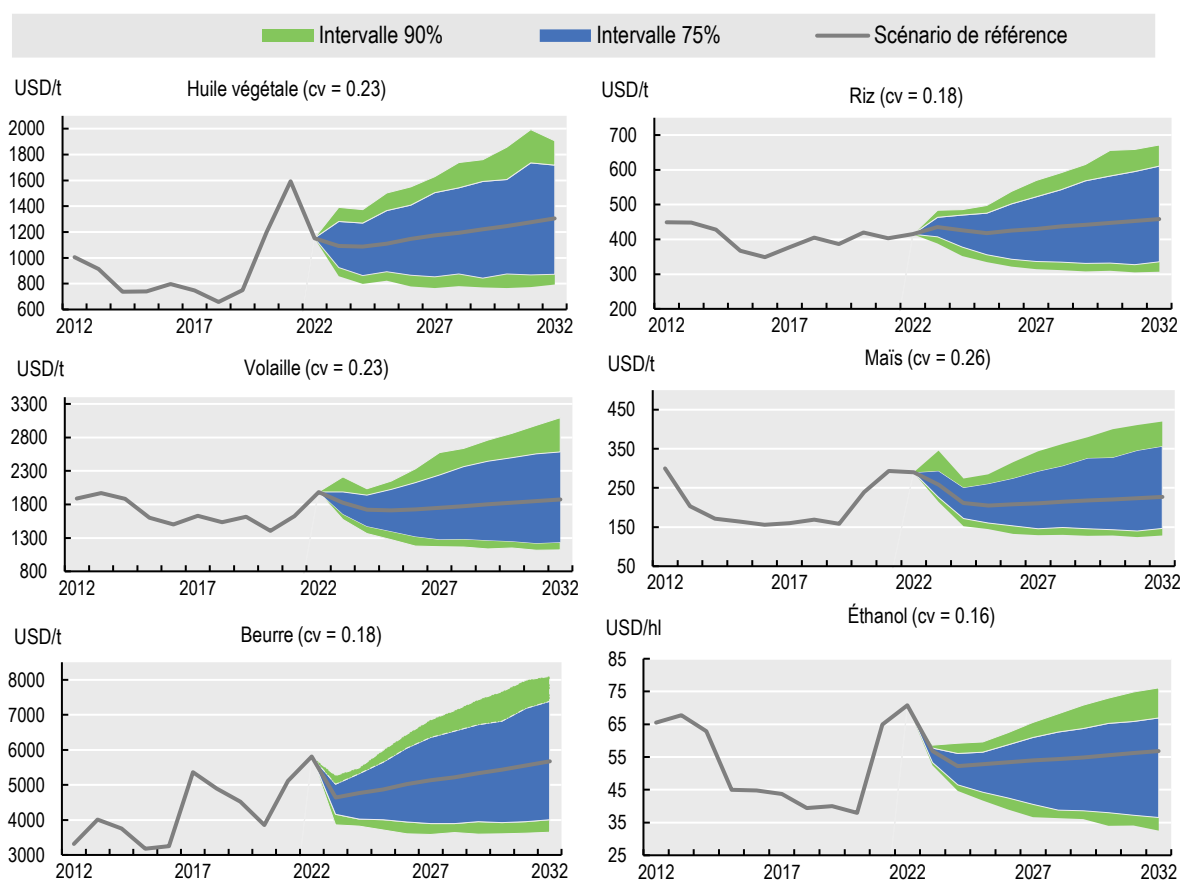 Intervalle 90% Intervalle 75% Scénario de référence
USD/t
Huile végétale (cv = 0.23)
2000
1800
1600
1400
1200
1000
800
600
2012 2017 2022 2027 2032
USD/t
Riz (cv = 0.18)
700
600
500
400
300
200
2012 2017 2022 2027 2032
USD/t
Volaille (cv = 0.23)
3300
2300
1800
1300
800
2012 2017 2022 2027 2032
USD/t
Maïs (cv = 0.26)
450
350
250
150
50
2012 2017 2022 2027 2032
USD/t
Beurre (cv = 0.18)
8000
7000
6000
5000
4000
3000
2012 2017 2022 2027 2032
USD/hl
Éthanol (cv = 0.16)
85
75
65
55
45
35
25
2012 2017 2022 2027 2032